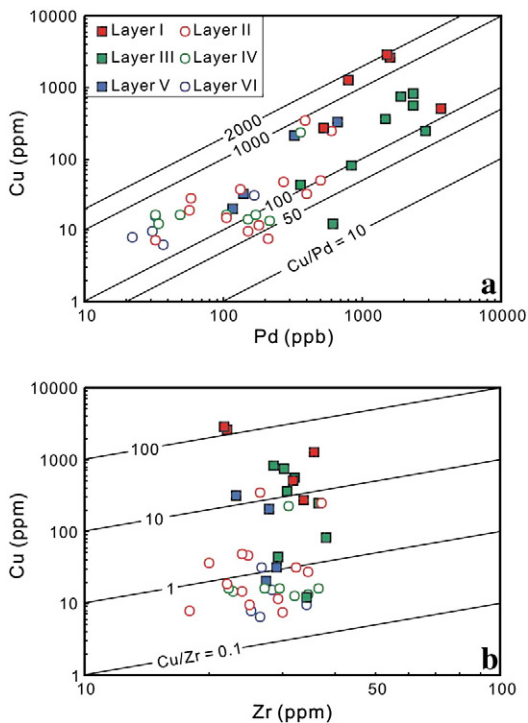 10000
1000
100
10
1
Cu (ppm)
Layer I Layer II
Layer III Layer IV
Layer V Layer VI
2000
1000
100
50
Cu/Pd = 10
a
10 100 1000 10000
Pd (ppb)
10000
1000
100
10
1
Cu (ppm)
100
10
1
Cu/Zr = 0.1
b
10 50 100
Zr (ppm)